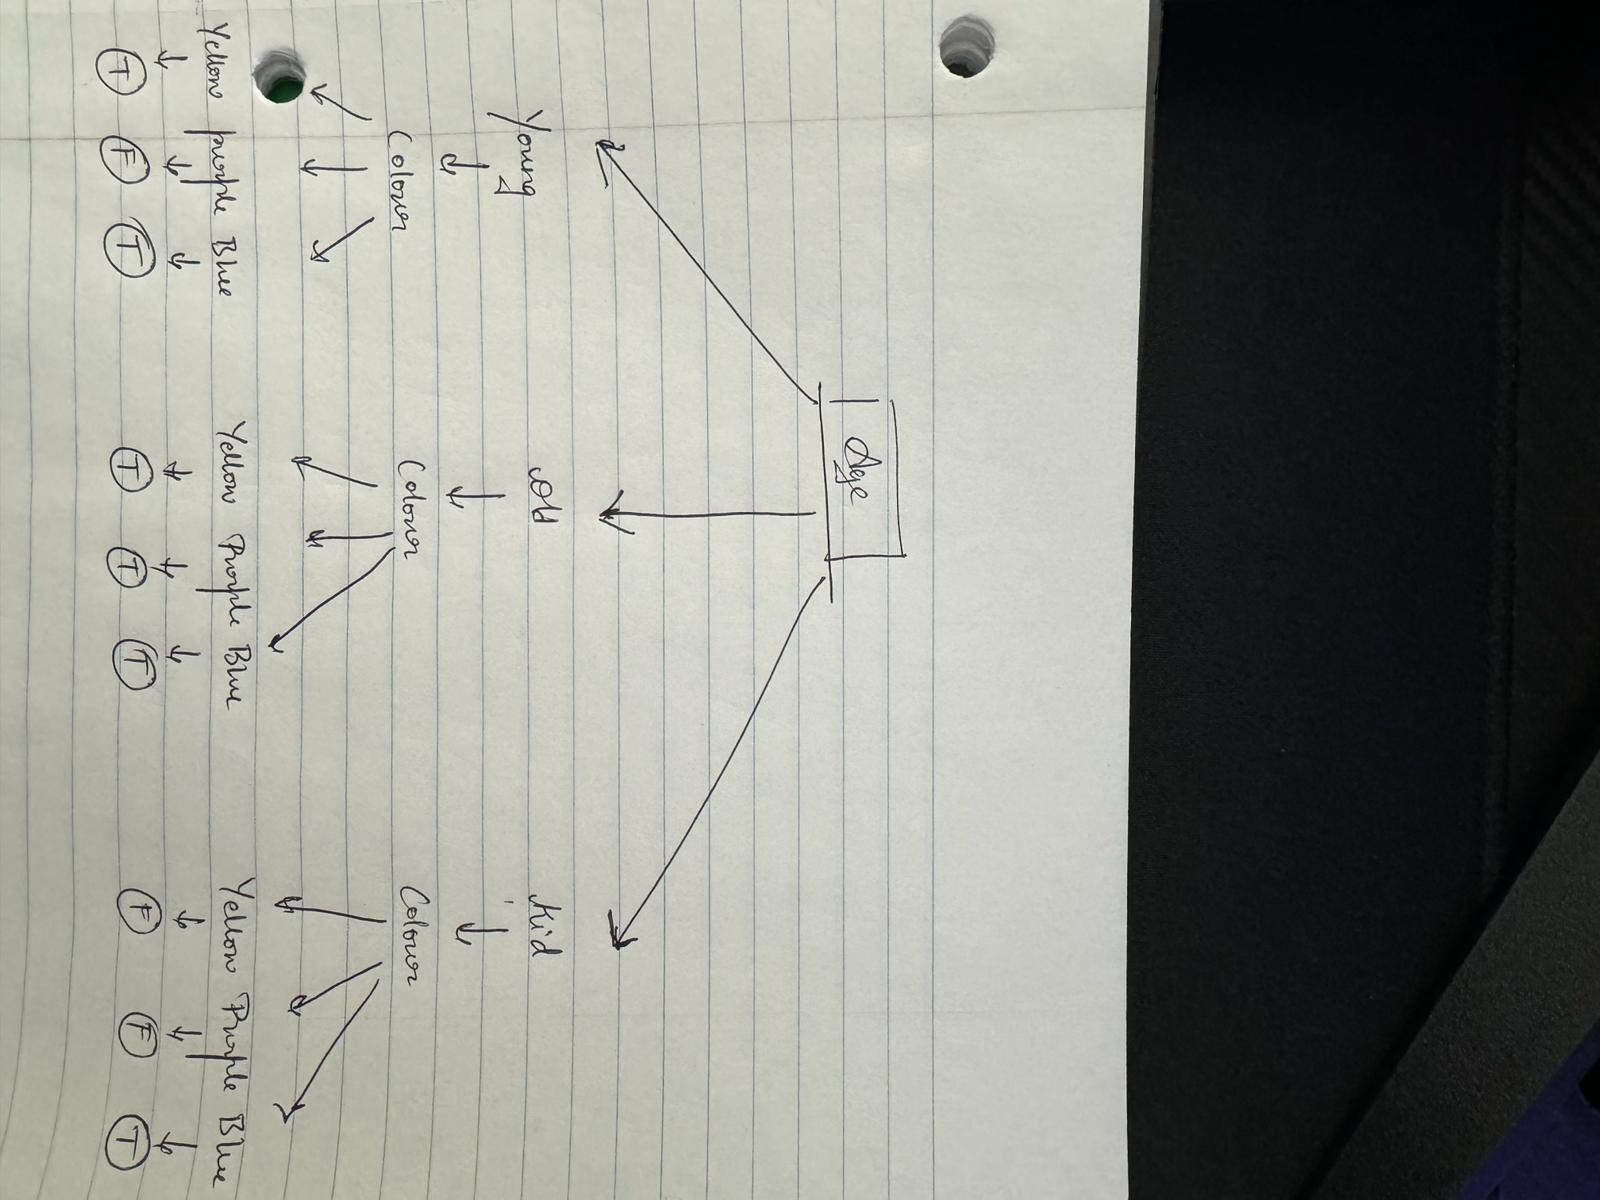 Age
Young Old Kid
Colour Colour Colour
Yellow purple Blue Yellow Purple Blue Yellow Purple Blue
T F T T T T F F T